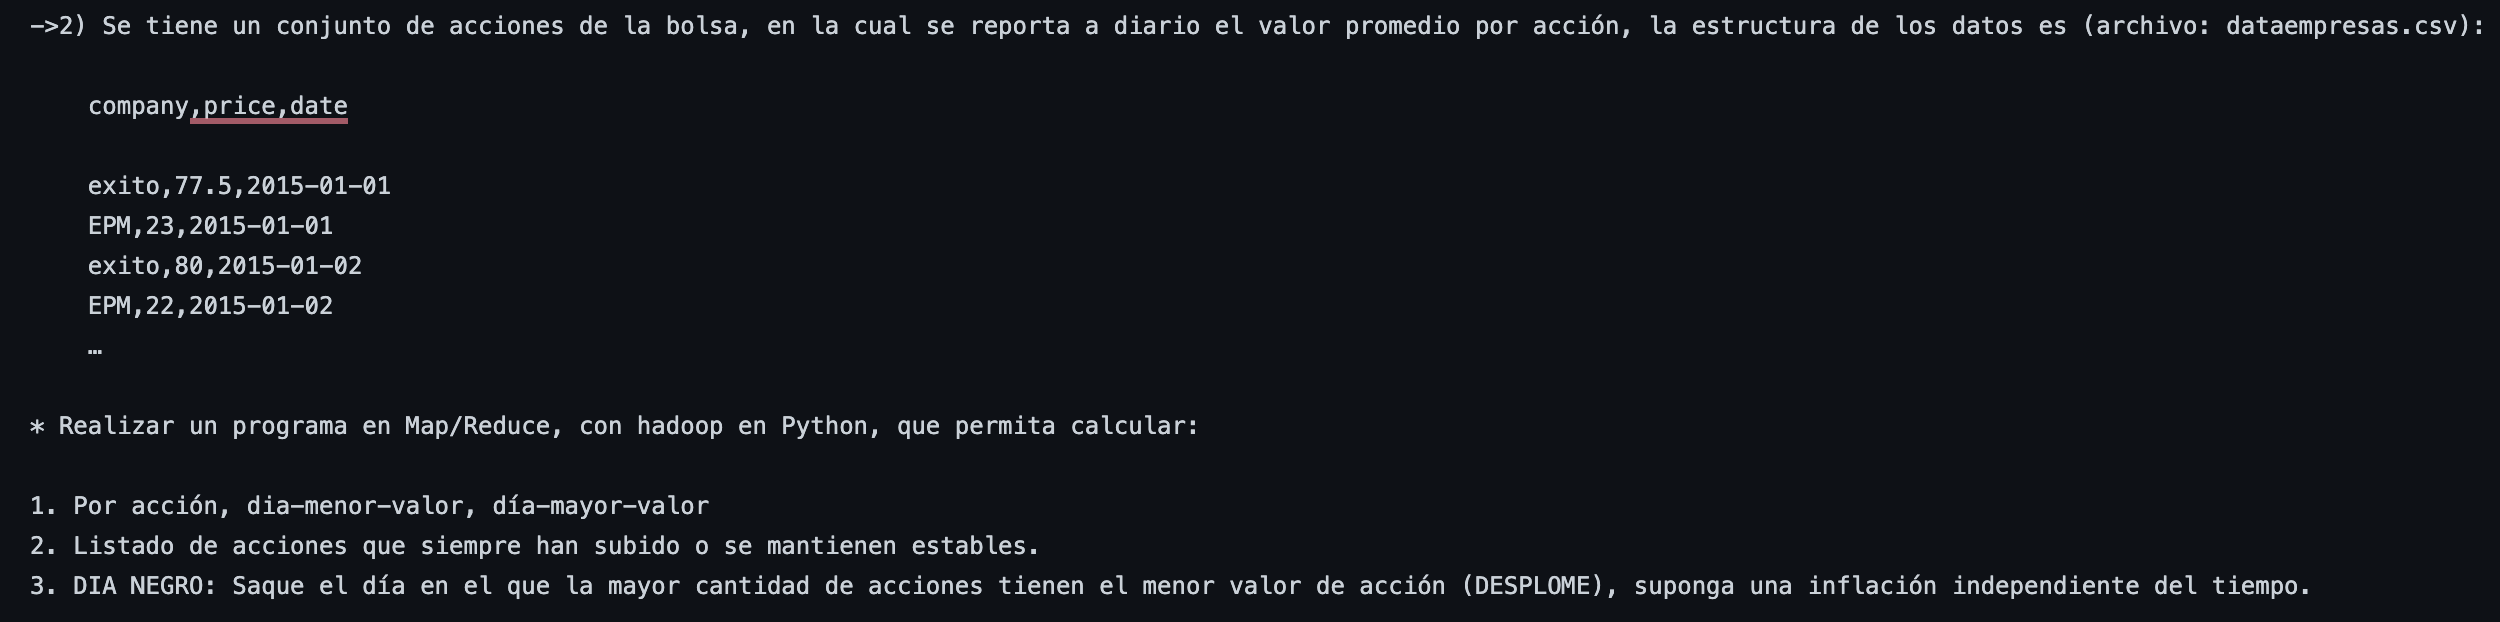 ->2) Se tiene un conjunto de acciones de la bolsa, en la cual se reporta a diario el valor promedio por acción, la estructura de los datos es (archivo: dataempresas.csv):
company,price,date
exito,77.5,2015-01-01
EPM,23,2015-01-01
exito,80,2015-01-02
EPM,22,2015-01-02
…
* Realizar un programa en Map/Reduce, con hadoop en Python, que permita calcular:
1. Por acción, dia-menor-valor, día-mayor-valor
2. Listado de acciones que siempre han subido o se mantienen estables.
3. DIA NEGRO: Saque el día en el que la mayor cantidad de acciones tienen el menor valor de acción (DESPLOME), suponga una inflación independiente del tiempo.